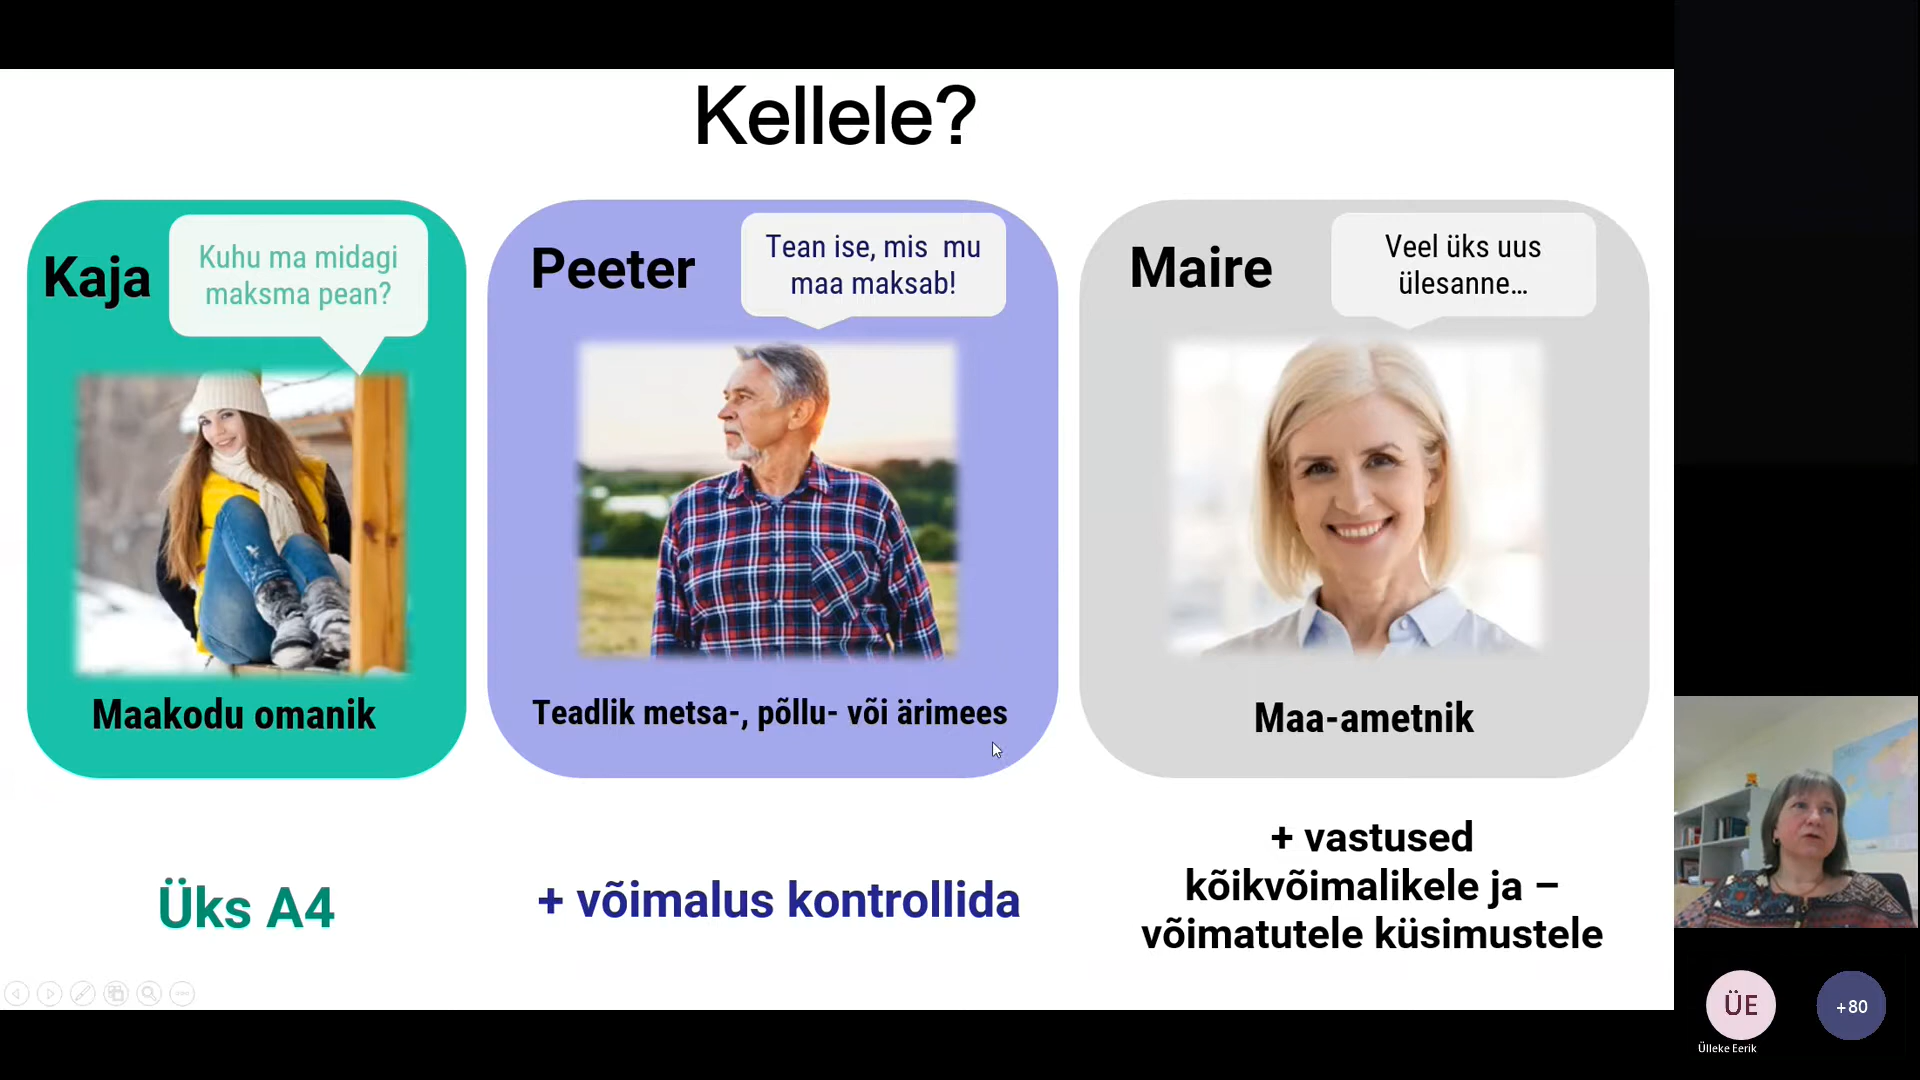 Kellele?
Kaja
Kuhu ma midagi
maksma pean?
Maakodu omanik
Üks A4
Peeter
Tean ise, mis  mu
maa maksab!
Teadlik metsa-, põllu- või ärimees
+ võimalus kontrollida
Maire
Veel üks uus
ülesanne…
Maa-ametnik
+ vastused
kõikvõimalikele ja –
võimatutele küsimustele
ÜE
+80
Ülleke Eerik